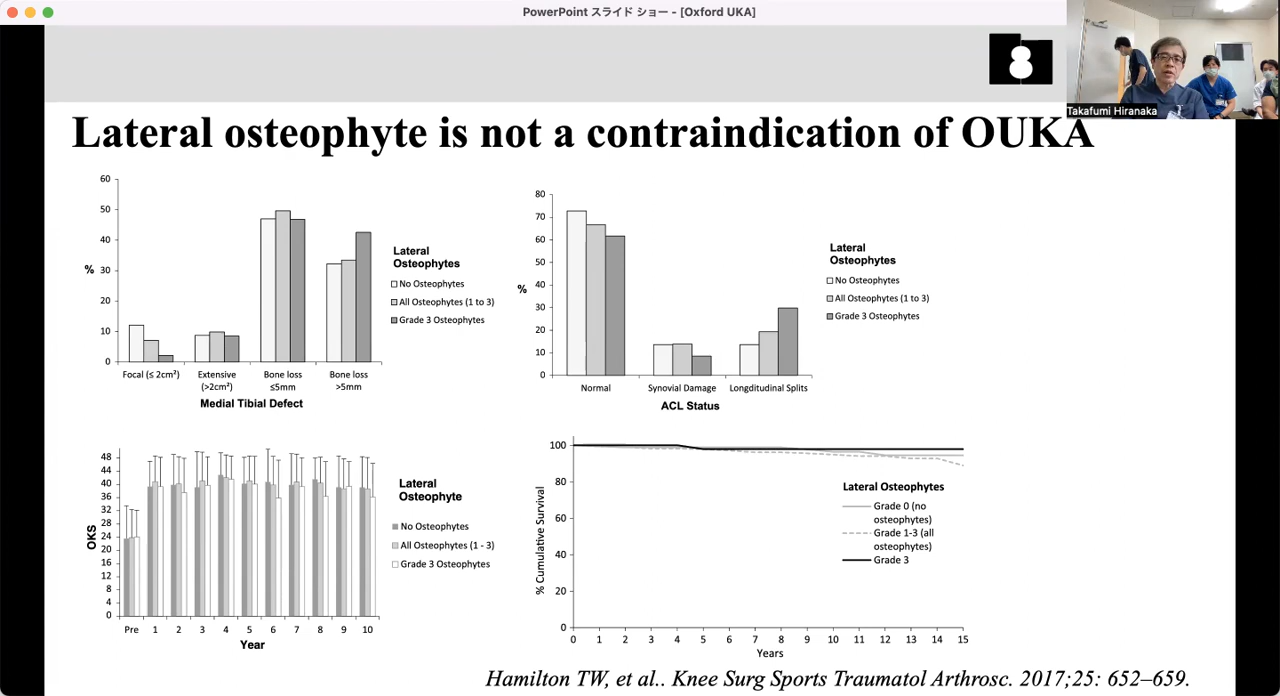 PowerPoint スライド ショー - [Oxford UKA]
Takafumi Hiranaka
Lateral osteophyte is not a contraindication of OUKA
60
50
40
30
20
10
0
%
Focal (≤ 2cm²)
Extensive
(>2cm²)
Bone loss
≤5mm
Bone loss
>5mm
Medial Tibial Defect
Lateral
Osteophytes
No Osteophytes
All Osteophytes (1 to 3)
Grade 3 Osteophytes
80
70
60
50
40
30
20
10
0
%
Normal
Synovial Damage
Longtitudinal Splits
ACL Status
Lateral
Osteophytes
No Osteophytes
All Osteophytes (1 to 3)
Grade 3 Osteophytes
48
44
40
36
32
28
24
20
16
12
8
4
0
OKS
Pre 1 2 3 4 5 6 7 8 9 10
Year
Lateral
Osteophyte
No Osteophytes
All Osteophytes (1 - 3)
Grade 3 Osteophytes
100
80
60
40
20
0
% Cumulative Survival
0 1 2 3 4 5 6 7 8 9 10 11 12 13 14 15
Years
Lateral Osteophytes
Grade 0 (no
osteophytes)
Grade 1-3 (all
osteophytes)
Grade 3
Hamilton TW, et al.. Knee Surg Sports Traumatol Arthrosc. 2017;25: 652–659.